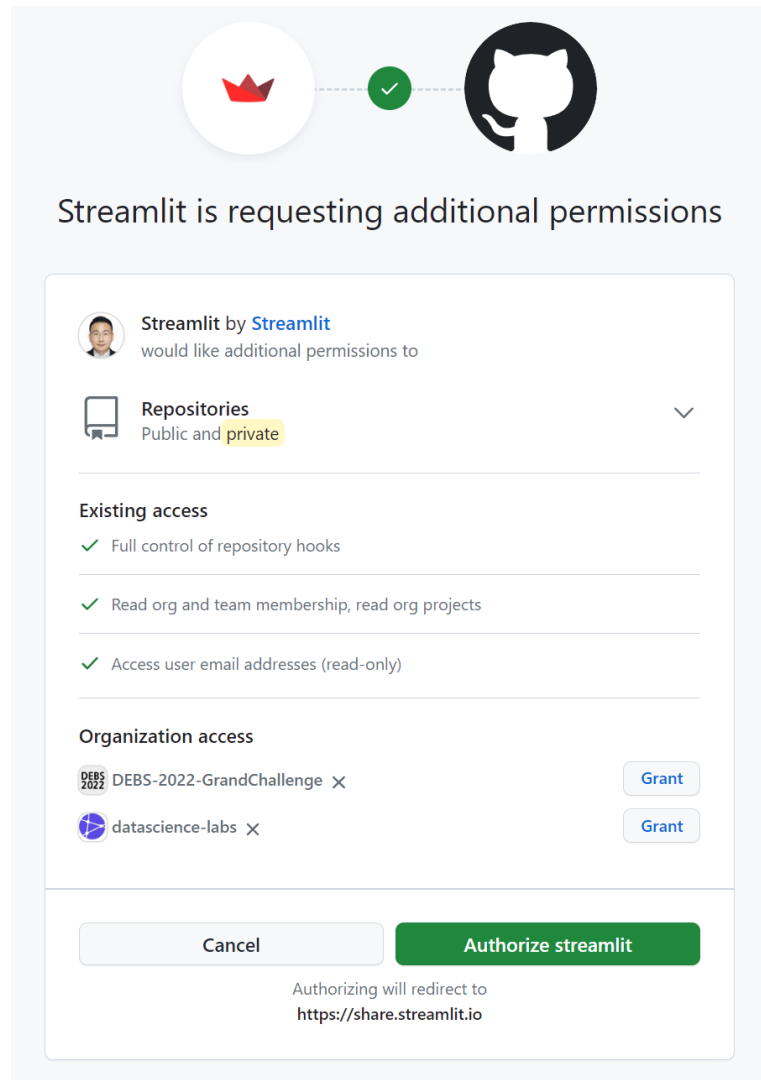 Streamlit is requesting additional permissions
Streamlit by Streamlit
would like additional permissions to
Repositories
Public and private
Existing access
Full control of repository hooks
Read org and team membership, read org projects
Access user email addresses (read-only)
Organization access
DEBS 2022 DEBS-2022-GrandChallenge Grant
datascience-labs Grant
Cancel Authorize streamlit
Authorizing will redirect to
https://share.streamlit.io